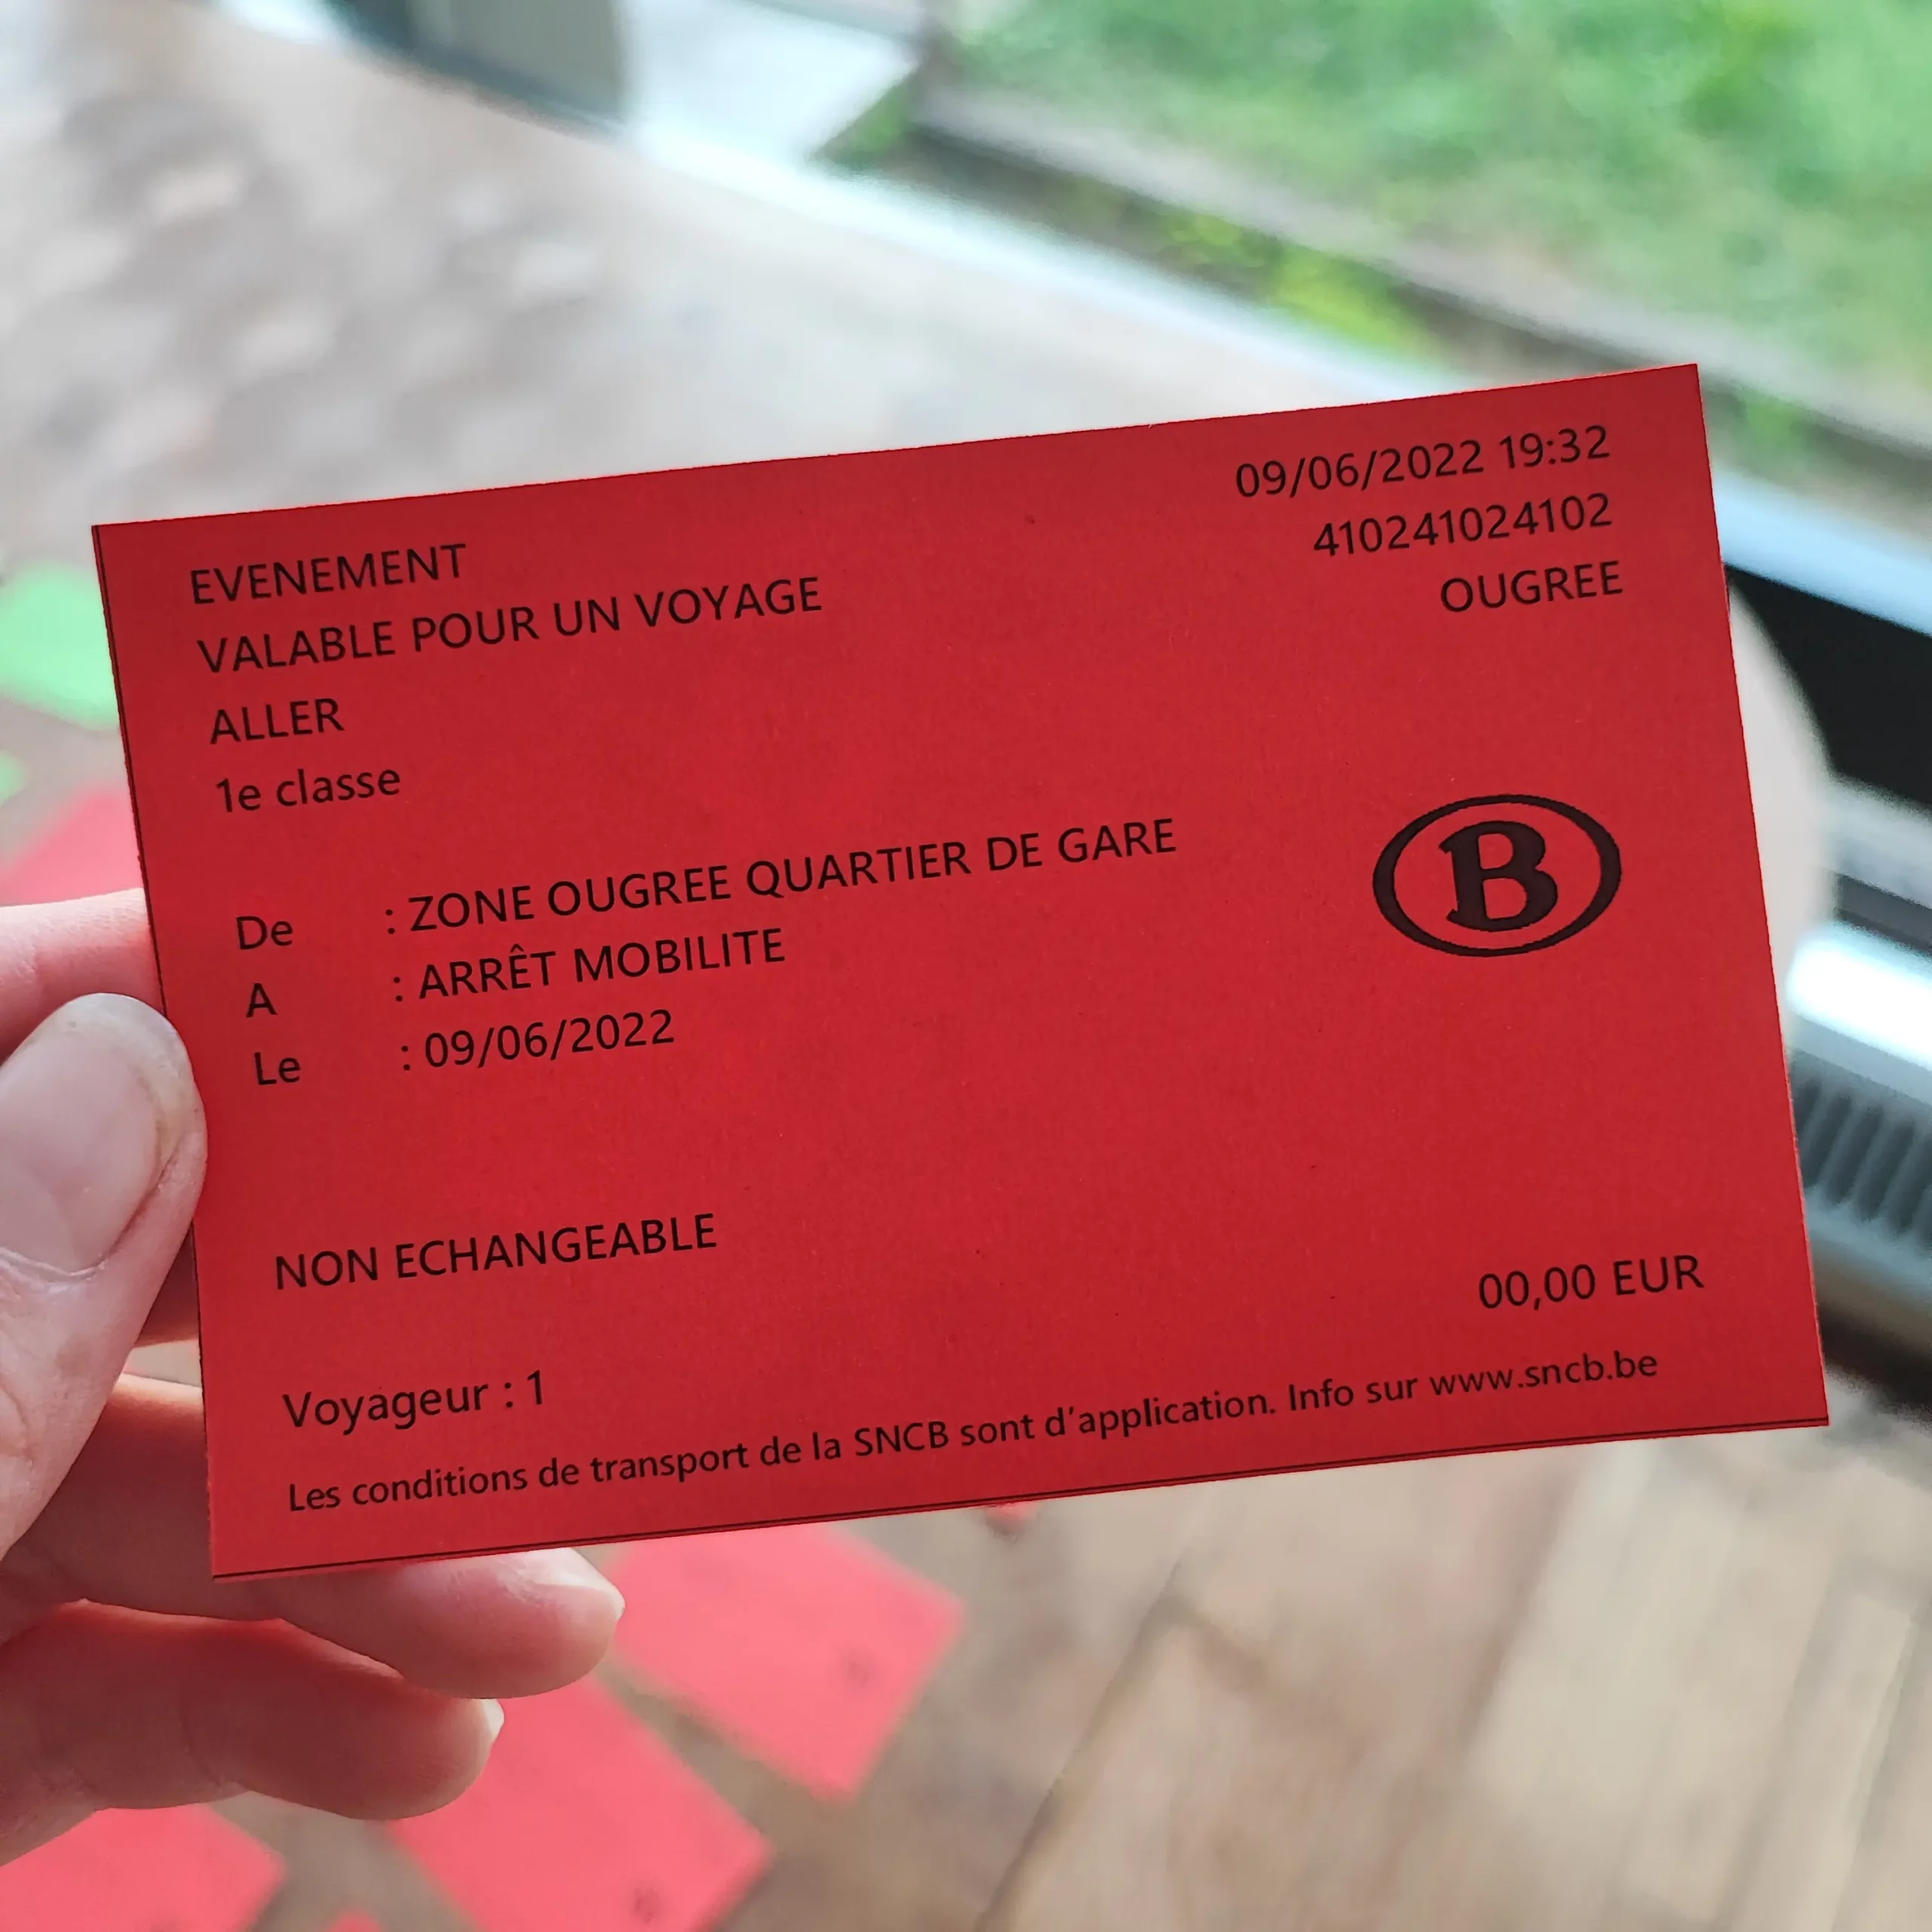 EVENEMENT
VALABLE POUR UN VOYAGE
ALLER
1e classe
09/06/2022 19:32
410241024102
OUGREE
De : ZONE OUGREE QUARTIER DE GARE
A : ARRÊT MOBILITE
Le : 09/06/2022
B
NON ECHANGEABLE
00,00 EUR
Voyageur : 1
Les conditions de transport de la SNCB sont d'application. Info sur www.sncb.be